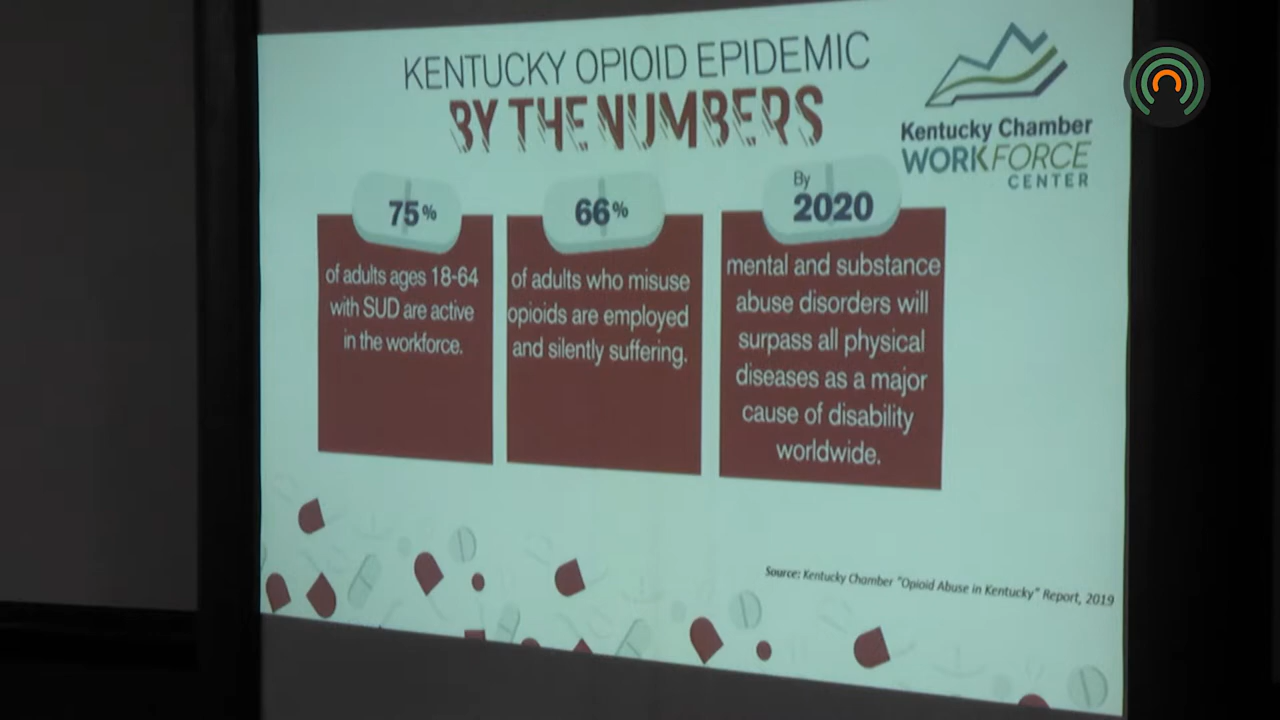 KENTUCKY OPIOID EPIDEMIC
BY THE NUMBERS
Kentucky Chamber
WORKFORCE
CENTER
75%
of adults ages 18-64
with SUD are active
in the workforce.
66%
of adults who misuse
opioids are employed
and silently suffering.
By
2020
mental and substance
abuse disorders will
surpass all physical
diseases as a major
cause of disability
worldwide.
Source: Kentucky Chamber "Opioid Abuse in Kentucky" Report, 2019